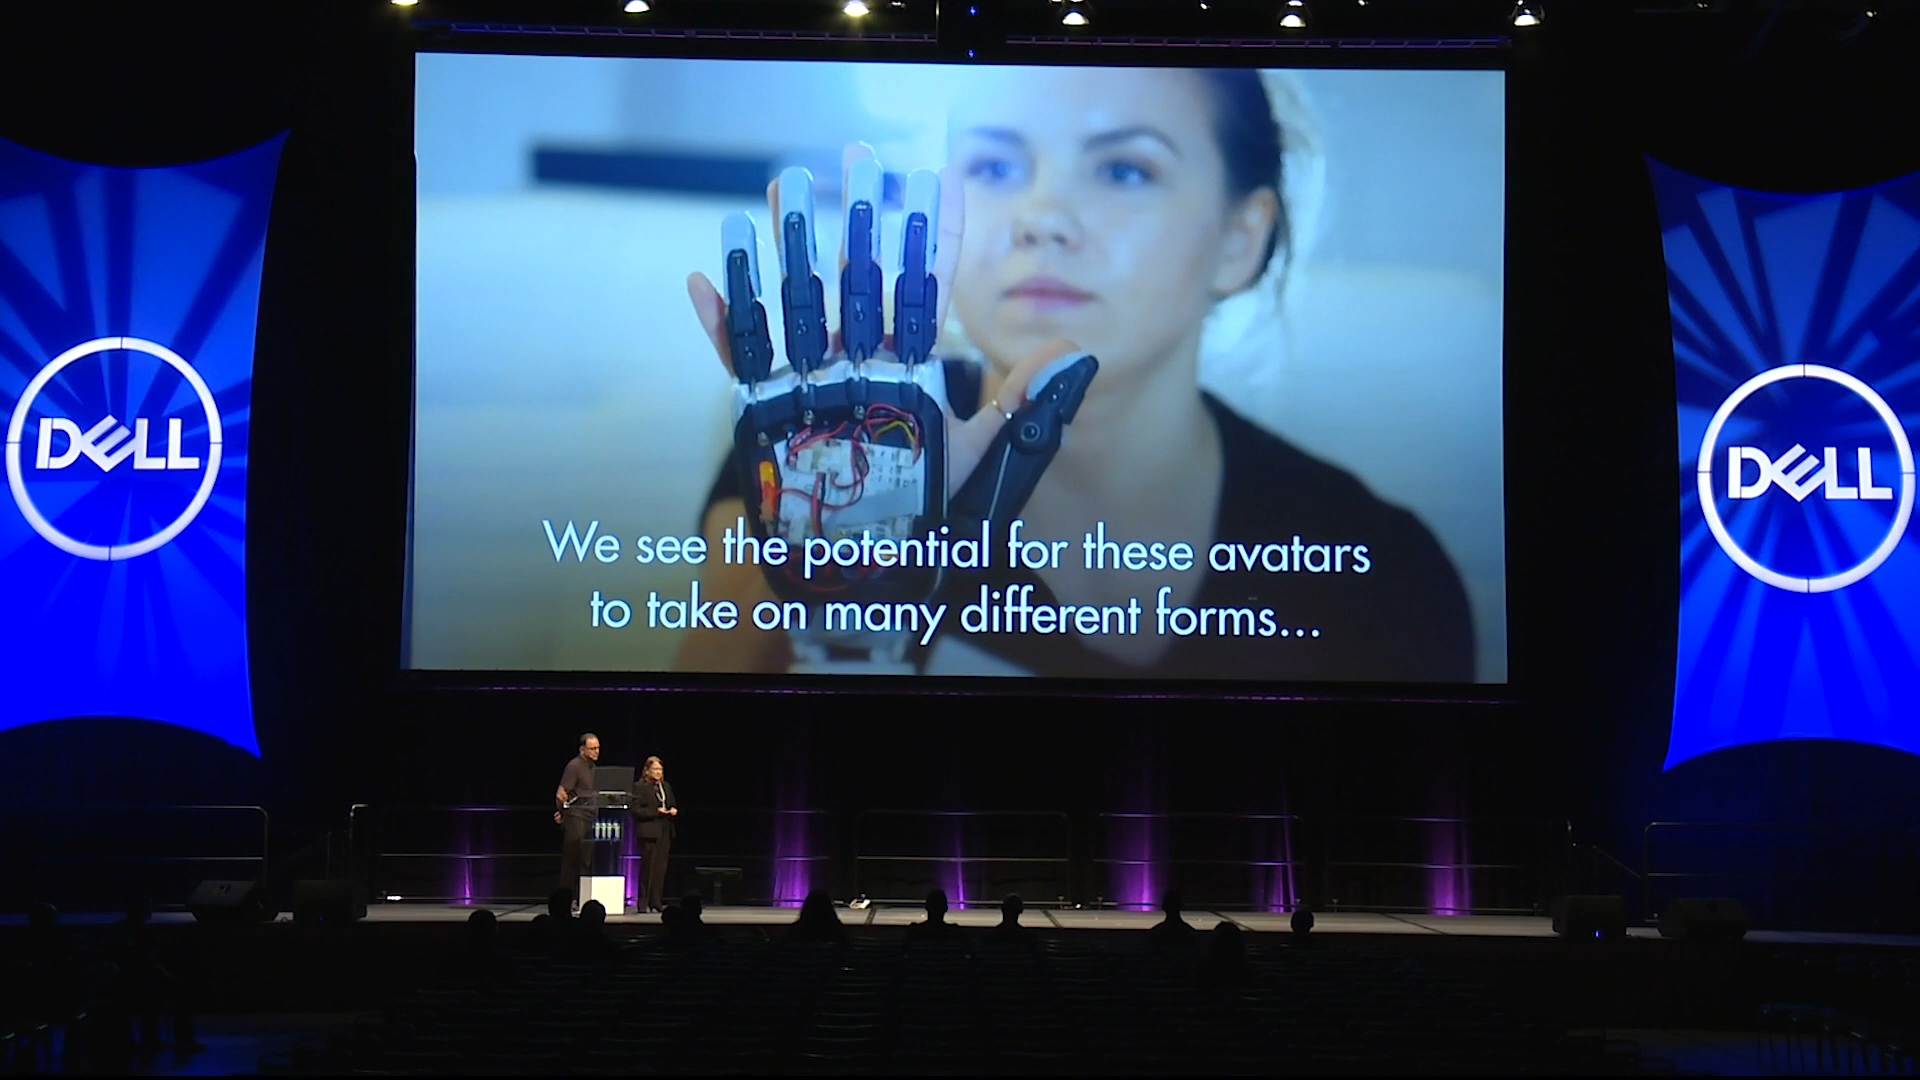 DELL
We see the potential for these avatars
to take on many different forms...
DELL